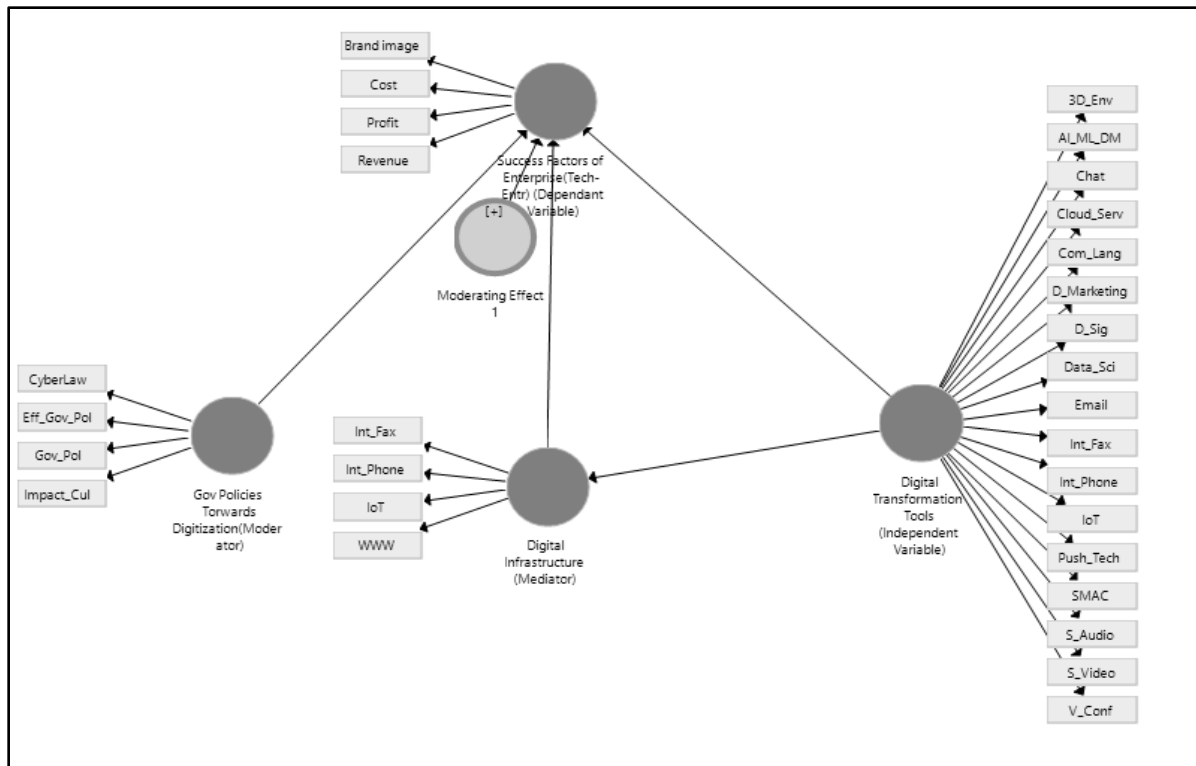 Brand image
Cost
Profit
Revenue
Success Factors of
Enterprise(Tech-
Entr) (Dependant
Variable)
[+]
Moderating Effect
1
CyberLaw
Eff_Gov_Pol
Gov_Pol
Impact_Cul
Gov Policies
Torwards
Digitization(Moder
ator)
Int_Fax
Int_Phone
IoT
WWW
Digital
Infrastructure
(Mediator)
Digital
Transformation
Tools
(Independent
Variable)
3D_Env
AI_ML_DM
Chat
Cloud_Serv
Com_Lang
D_Marketing
D_Sig
Data_Sci
Email
Int_Fax
Int_Phone
IoT
Push_Tech
SMAC
S_Audio
S_Video
V_Conf